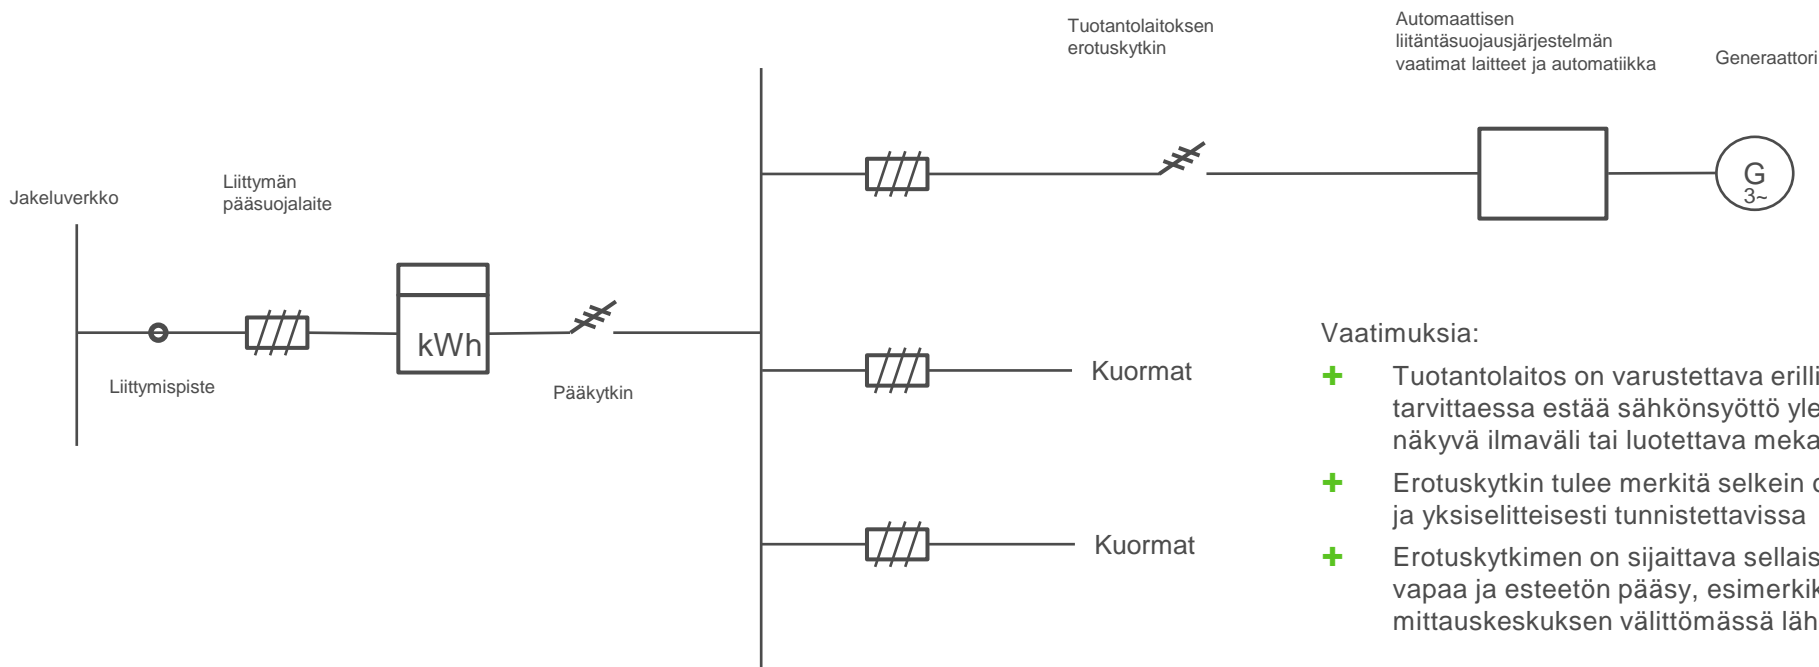 Tuotantolaitoksen
erotuskytkin
Automaattisen
liitäntäsuojausjärjestelmän
vaatimat laitteet ja automatiikka
Generaattori
Jakeluverkko
Liittymän
pääsuojalaite
G
3~
kWh
Liittymispiste
Pääkytkin
Kuormat
Kuormat
Vaatimuksia:
Tuotantolaitos on varustettava erilli
tarvittaessa estää sähkönsyöttö yle
näkyvä ilmaväli tai luotettava meka
Erotuskytkin tulee merkitä selkein
ja yksiselitteisesti tunnistettavissa
Erotuskytkimen on sijaittava sellais
vapaa ja esteetön pääsy, esimerkik
mittauskeskuksen välittömässä läh